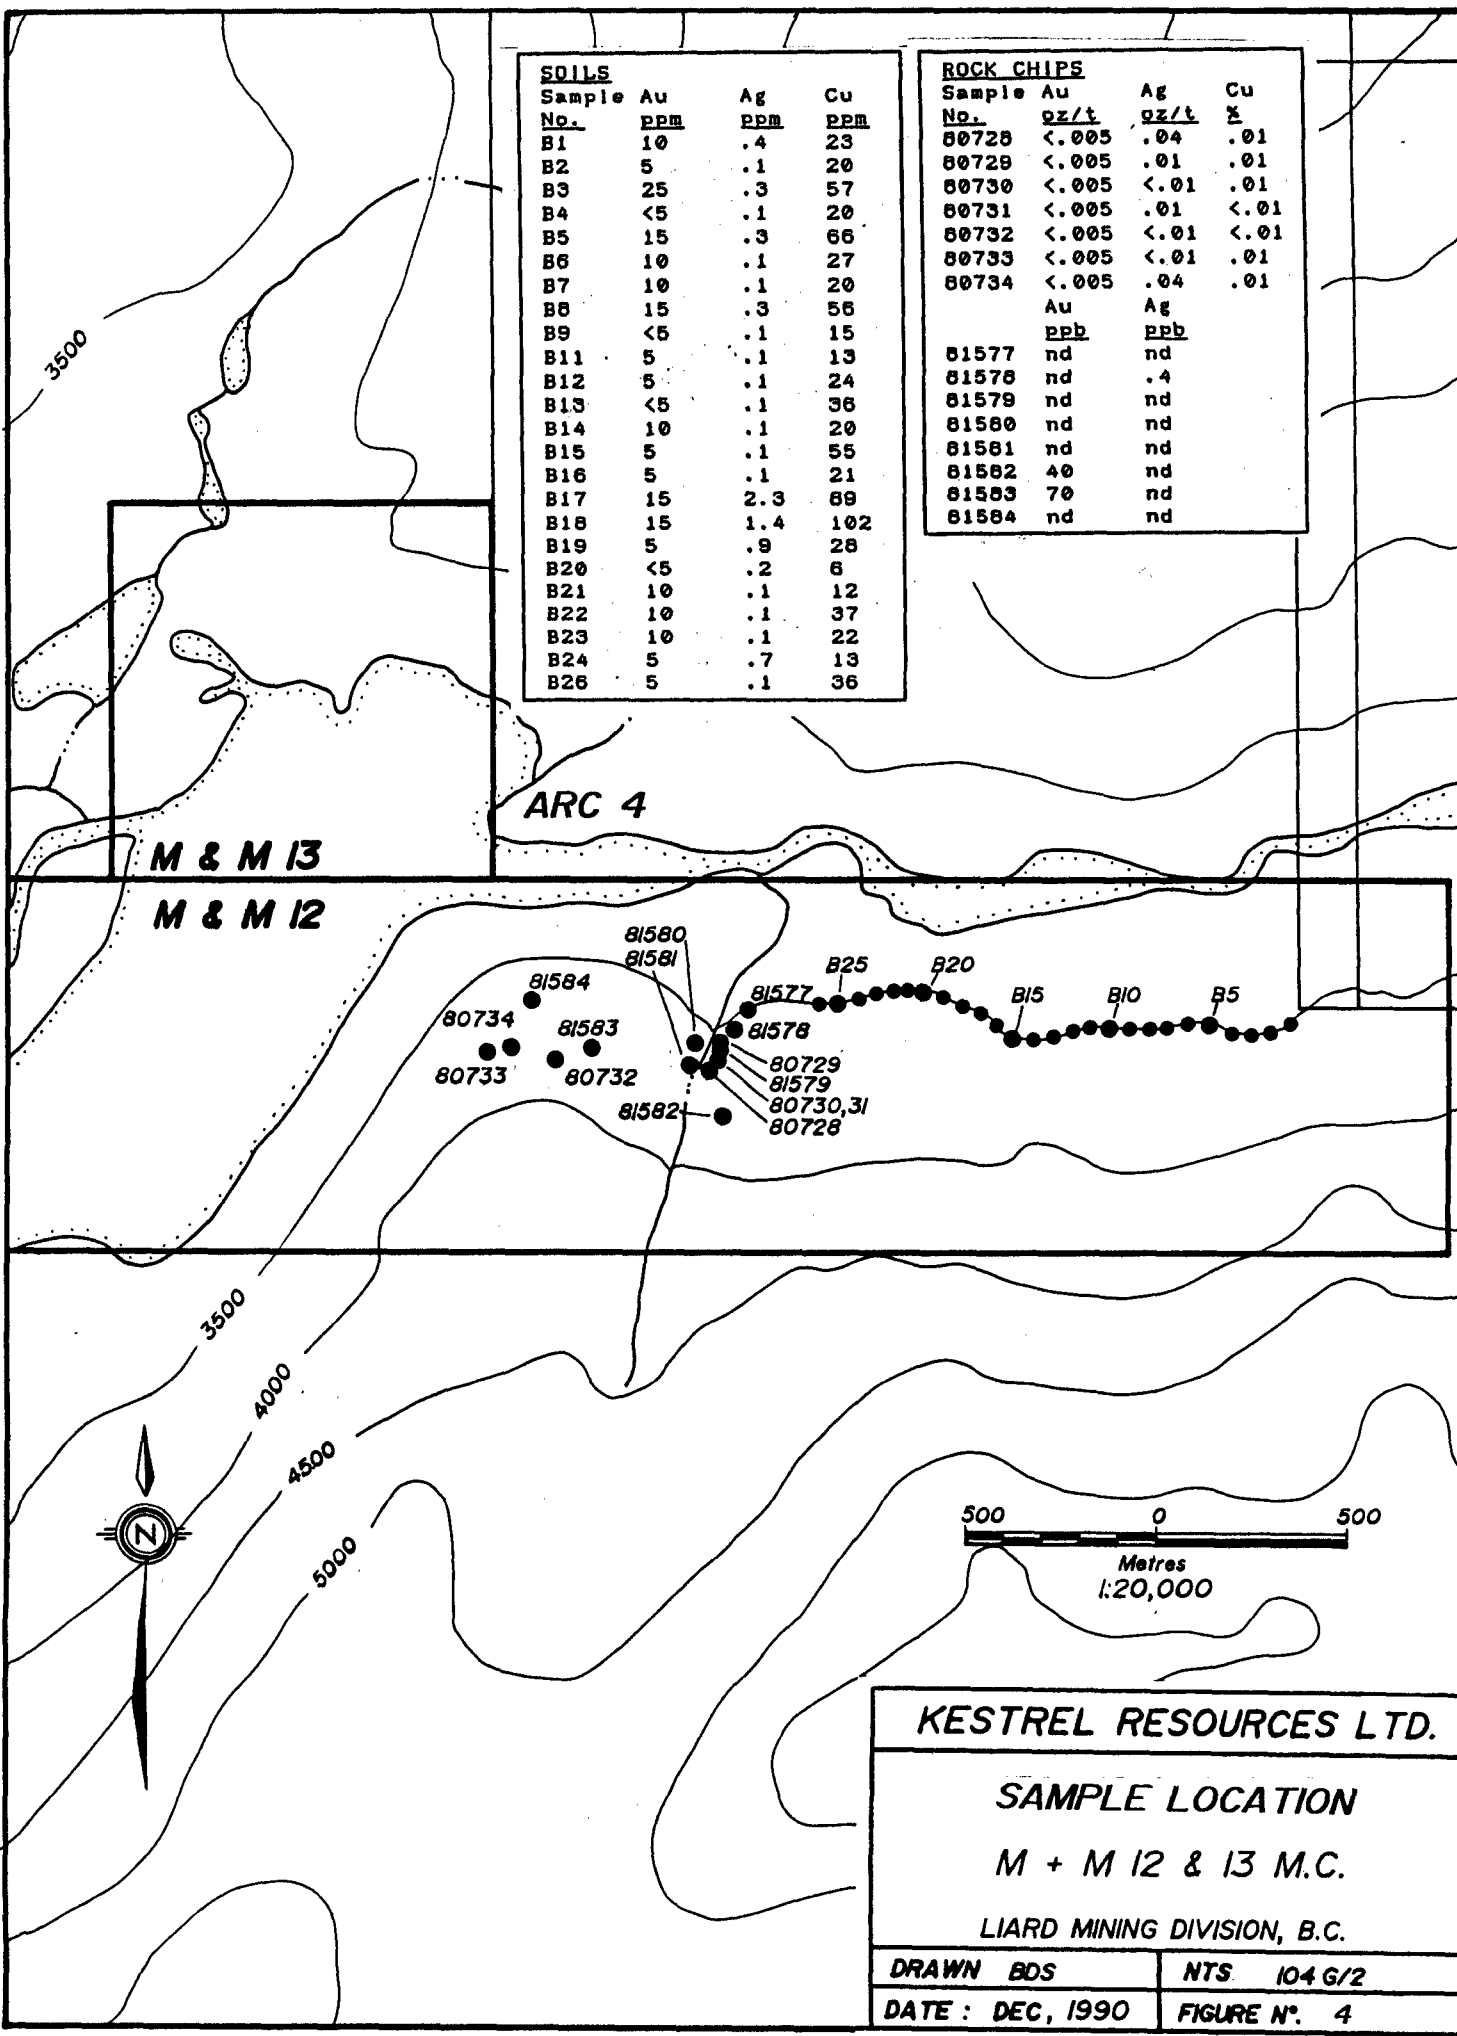 SOILS
Sample Au Ag Cu
No. ppm ppm ppm
B1 10 .4 23
B2 5 .1 20
B3 25 .3 57
B4 <5 .1 20
B5 15 .3 66
B6 10 .1 27
B7 10 .1 20
B8 15 .3 56
B9 <5 .1 15
B11 5 .1 13
B12 5 .1 24
B13 <5 .1 36
B14 10 .1 20
B15 5 .1 55
B16 5 .1 21
B17 15 2.3 89
B18 15 1.4 102
B19 5 .9 28
B20 <5 .2 6
B21 10 .1 12
B22 10 .1 37
B23 10 .1 22
B24 5 .7 13
B26 5 .1 36
ROCK CHIPS
Sample Au Ag Cu
No. oz/t oz/t %
80728 <.005 .04 .01
80729 <.005 .01 .01
80730 <.005 <.01 .01
80731 <.005 .01 <.01
80732 <.005 <.01 <.01
80733 <.005 <.01 .01
80734 <.005 .04 .01
Au Ag
ppb ppb
81577 nd nd
81578 nd .4
81579 nd nd
81580 nd nd
81581 nd nd
81582 40 nd
81583 70 nd
81584 nd nd
3500
ARC 4
M & M 13
M & M 12
81580
81581
81584
80734
81583
80733
80732
81577
81578
80729
81579
80730,31
80728
81582
B25
B20
B15
B10
B5
3500
4000
4500
5000
N
500 0 500
Metres
1:20,000
KESTREL RESOURCES LTD.
SAMPLE LOCATION
M + M 12 & 13 M.C.
LIARD MINING DIVISION, B.C.
DRAWN BDS
NTS 104 G/2
DATE : DEC, 1990
FIGURE Nº. 4